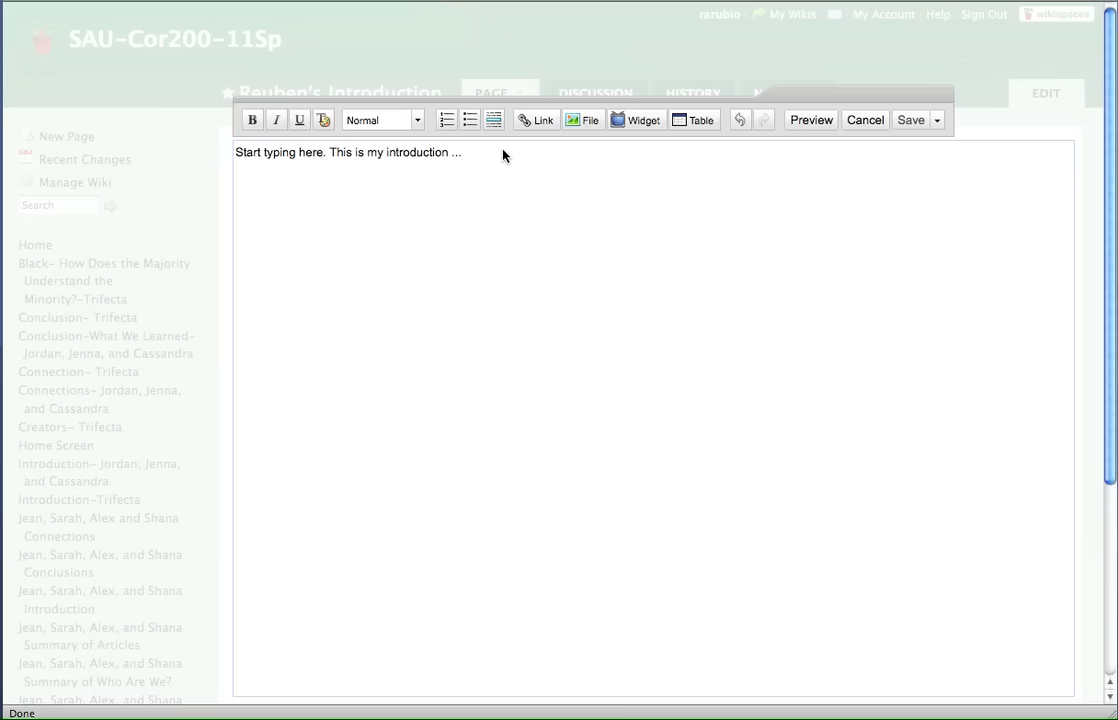 rarubio · My Wikis · My Account · Help · Sign Out wikispaces
SAU-Cor200-11Sp
Reuben's Introduction PAGE DISCUSSION HISTORY EDIT
B I U Normal Link File Widget Table Preview Cancel Save
Start typing here. This is my introduction ...
New Page
Recent Changes
Manage Wiki
Search
Home
Black- How Does the Majority
Understand the
Minority?-Trifecta
Conclusion- Trifecta
Conclusion-What We Learned-
Jordan, Jenna, and Cassandra
Connection- Trifecta
Connections- Jordan, Jenna,
and Cassandra
Creators- Trifecta
Home Screen
Introduction- Jordan, Jenna,
and Cassandra
Introduction-Trifecta
Jean, Sarah, Alex and Shana
Connections
Jean, Sarah, Alex, and Shana
Conclusions
Jean, Sarah, Alex, and Shana
Introduction
Jean, Sarah, Alex, and Shana
Summary of Articles
Jean, Sarah, Alex, and Shana
Summary of Who Are We?
Jean, Sarah, Alex, and Shana
Done